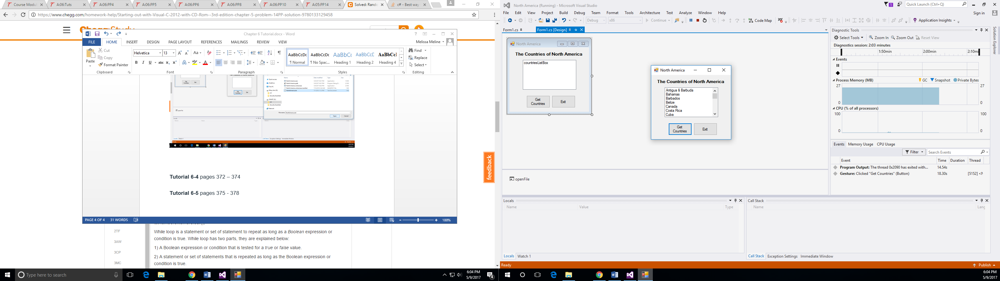 Course Modul
A:06:Tuts
A:06:PP4
A:06:PP5
A:06:PP6
A:06:PP8
A:06:PP10
A:05:PP14
Solved: Rando
c# - Best way
https://www.chegg.com/homework-help/Starting-out-with-Visual-C-2012-with-CD-Rom--3rd-edition-chapter-5-problem-14PP-solution-9780133129458
Chapter 6 Tutorial.docx - Word
FILE HOME INSERT DESIGN PAGE LAYOUT REFERENCES MAILINGS REVIEW VIEW
Melissa Meline
Paste
Cut
Copy
Format Painter
Clipboard
Helvetica 13
Font
Paragraph
AaBbCcDc AaBbCcDc AaBbCc AaBbCcD AaBbCcI
¶ Normal ¶ No Spac... Heading 1 Heading 2 Heading 4
Styles
Find
Replace
Select
Editing
Tutorial 6-4 pages 372 – 374
Tutorial 6-5 pages 375 - 378
PAGE 4 OF 4 31 WORDS
100%
feedback
2TF
3AW
3CP
3MC
While loop is a statement or set of statement to repeat as long as a Boolean expression or
condition is true. While loop has two parts, they are explained below:
1) A Boolean expression or condition that is tested for a true or false value.
2) A statement or set of statements that is repeated as long as the Boolean expression or
condition is true.
Type here to search
6:04 PM
5/9/2017
4
North America (Running) - Microsoft Visual Studio
1
Quick Launch (Ctrl+Q)
File Edit View Project Build Debug Team Format Tools Architecture Test Analyze Window Help
Sign in
Debug x86 Continue
Code Map
Application Insights
Form1.cs
Form1.cs [Design]
North America
The Countries of North America
countriesListBox
Get
Countries
Exit
openFile
North America
The Countries of North America
Antigua & Barbuda
Bahamas
Barbados
Belize
Canada
Costa Rica
Cuba
Get
Countries
Exit
Diagnostic Tools
Solution Explorer
Select Tools Zoom In Zoom Out Reset View
Diagnostics session: 2:03 minutes
1:50min 2:00min 2:10mi
Events
Process Memory (MB)
GC Snapshot Private Bytes
27 27
0 0
CPU (% of all processors)
100 100
0 0
Events Memory Usage CPU Usage
Filter Search Events
Event Time Duration Thread
Program Output: The thread 0x2090 has exited with... 14.54s
Gesture: Clicked "Get Countries" (Button) 18.30s [5152] <M
Locals
Name Value Type
Locals Watch 1
Call Stack
Name Lang
Call Stack Exception Settings Immediate Window
Ready
Publish
6:04 PM
5/9/2017